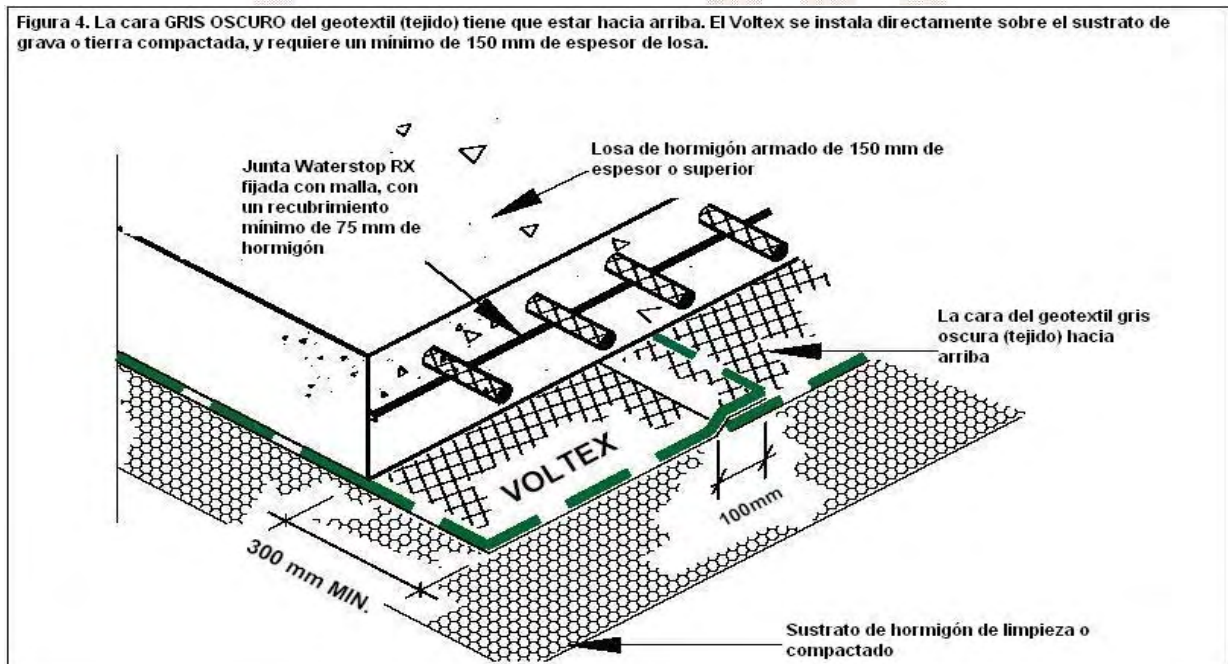 Figura 4. La cara GRIS OSCURO del geotextil (tejido) tiene que estar hacia arriba. El Voltex se instala directamente sobre el sustrato de
grava o tierra compactada, y requiere un mínimo de 150 mm de espesor de losa.
Junta Waterstop RX
fijada con malla, con
un recubrimiento
mínimo de 75 mm de
hormigón
Losa de hormigón armado de 150 mm de
espesor o superior
La cara del geotextil gris
oscura (tejido) hacia
arriba
VOLTEX
100mm
300 mm MIN.
Sustrato de hormigón de limpieza o
compactado